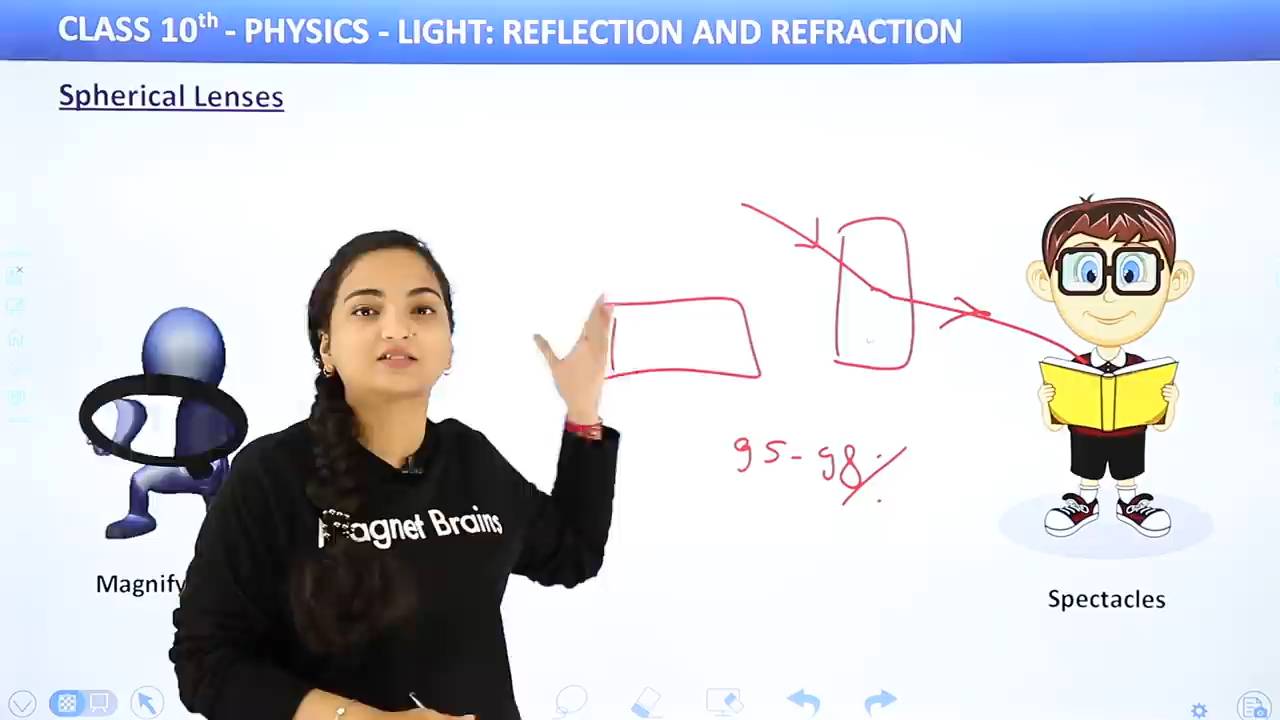 CLASS 10th - PHYSICS - LIGHT: REFLECTION AND REFRACTION
Spherical Lenses
95-98%
Magnet Brains
Magnify
Spectacles